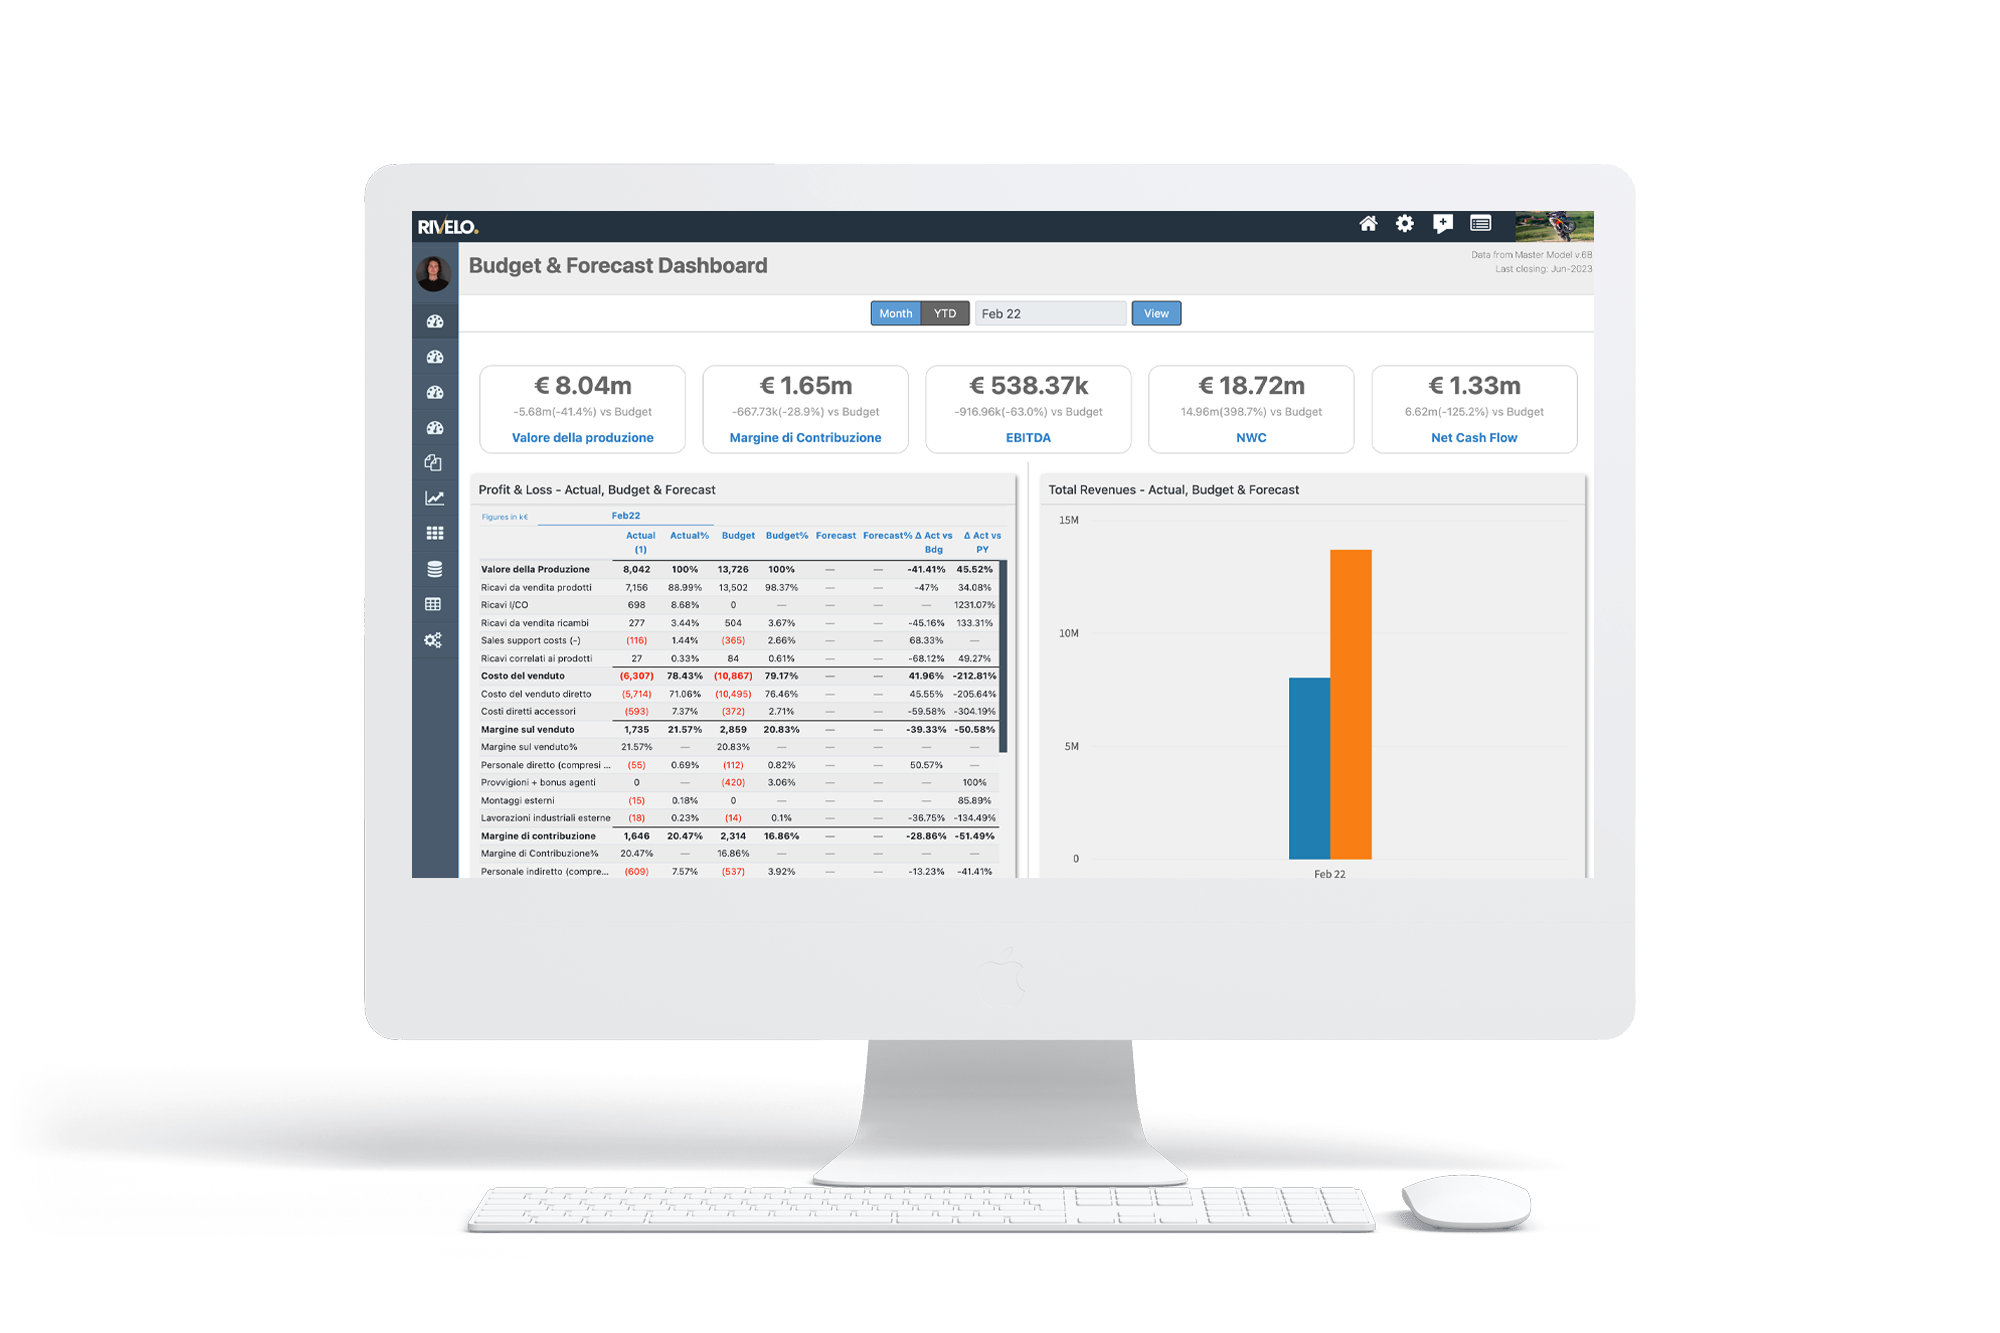 RIVELO.
Budget & Forecast Dashboard
Data from Master Model v.68
Last closing: Jun-2023
Month YTD Feb 22 View
€ 8.04m
-5.68m(-41.4%) vs Budget
Valore della produzione
€ 1.65m
-667.73k(-28.9%) vs Budget
Margine di Contribuzione
€ 538.37k
-916.96k(-63.0%) vs Budget
EBITDA
€ 18.72m
14.96m(398.7%) vs Budget
NWC
€ 1.33m
6.62m(-125.2%) vs Budget
Net Cash Flow
Profit & Loss - Actual, Budget & Forecast
Figures in k€ Feb22
Actual Actual% Budget Budget% Forecast Forecast% Δ Act vs Δ Act vs
(1) Bdg PY
Valore della Produzione 8,042 100% 13,726 100% — — -41.41% 45.52%
Ricavi da vendita prodotti 7,156 88.99% 13,502 98.37% — — -47% 34.08%
Ricavi I/CO 698 8.68% 0 — — — — 1231.07%
Ricavi da vendita ricambi 277 3.44% 504 3.67% — — -45.16% 133.31%
Sales support costs (-) (116) 1.44% (365) 2.66% — — 68.33% —
Ricavi correlati ai prodotti 27 0.33% 84 0.61% — — -68.12% 49.27%
Costo del venduto (6,307) 78.43% (10,867) 79.17% — — 41.96% -212.81%
Costo del venduto diretto (5,714) 71.06% (10,495) 76.46% — — 45.55% -205.64%
Costi diretti accessori (593) 7.37% (372) 2.71% — — -59.58% -304.19%
Margine sul venduto 1,735 21.57% 2,859 20.83% — — -39.33% -50.58%
Margine sul venduto% 21.57% — 20.83% — — — — —
Personale diretto (compresi ... (55) 0.69% (112) 0.82% — — 50.57% —
Provvigioni + bonus agenti 0 — (420) 3.06% — — — 100%
Montaggi esterni (15) 0.18% 0 — — — — 85.89%
Lavorazioni industriali esterne (18) 0.23% (14) 0.1% — — -36.75% -134.49%
Margine di contribuzione 1,646 20.47% 2,314 16.86% — — -28.86% -51.49%
Margine di Contribuzione% 20.47% — 16.86% — — — — —
Personale indiretto (compre... (609) 7.57% (537) 3.92% — — -13.23% -41.41%
Total Revenues - Actual, Budget & Forecast
15M
10M
5M
0
Feb 22